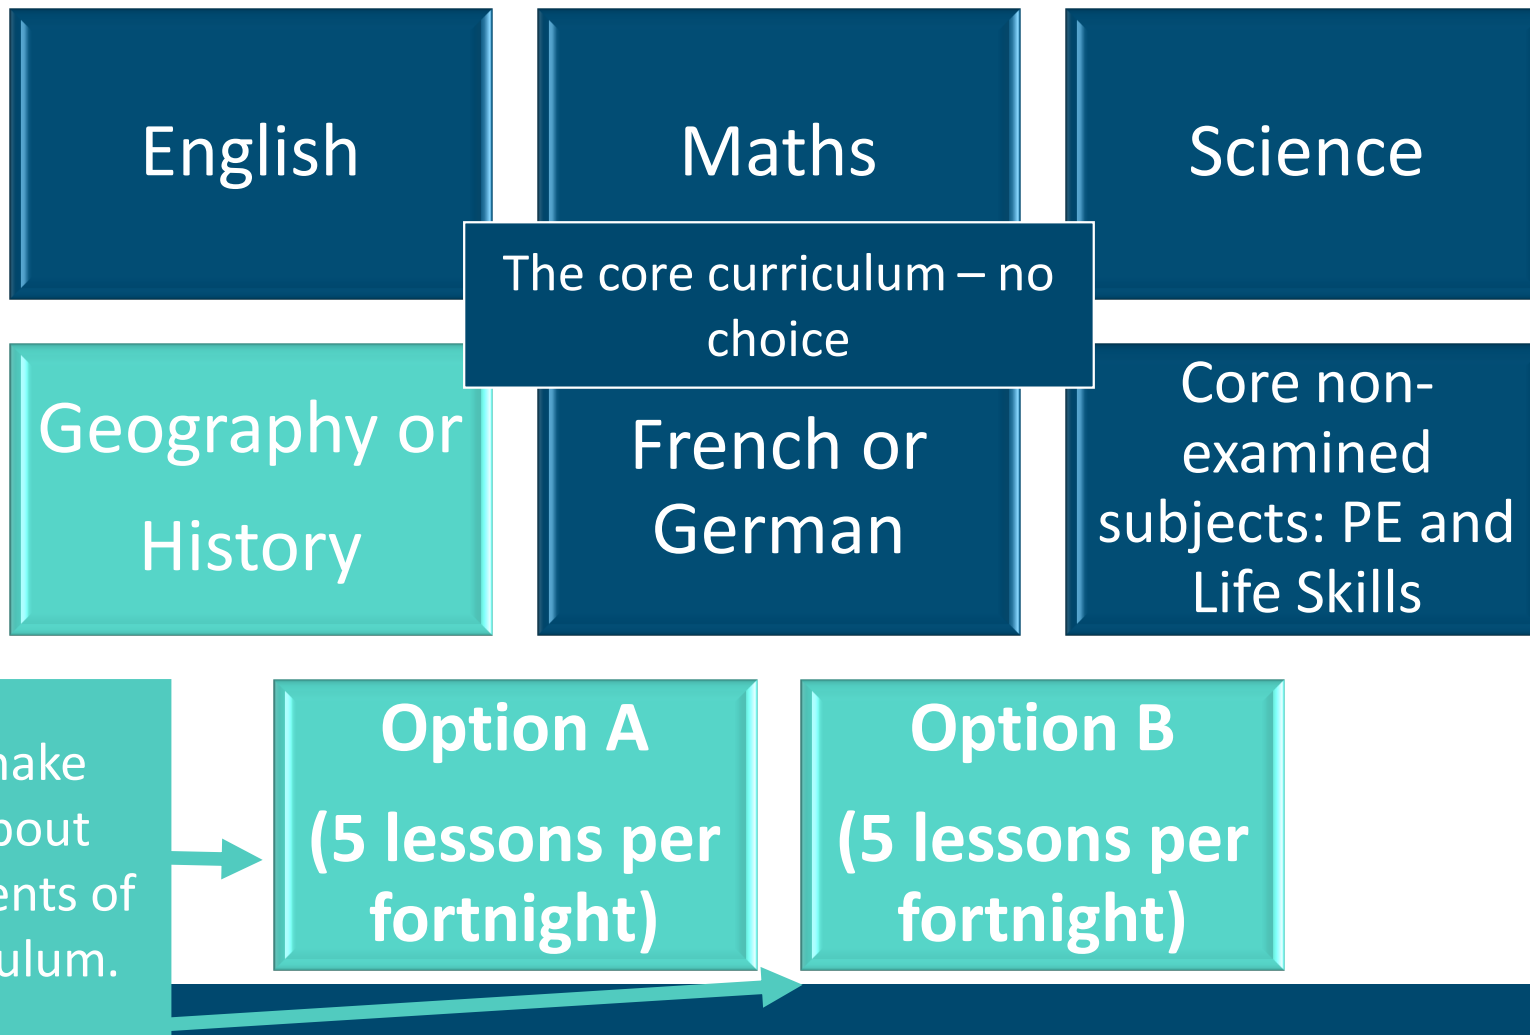 English
Maths
Science
The core curriculum – no
choice
Geography or
History
French or
German
Core non-
examined
subjects: PE and
Life Skills
Option A
(5 lessons per
fortnight)
Option B
(5 lessons per
fortnight)
of